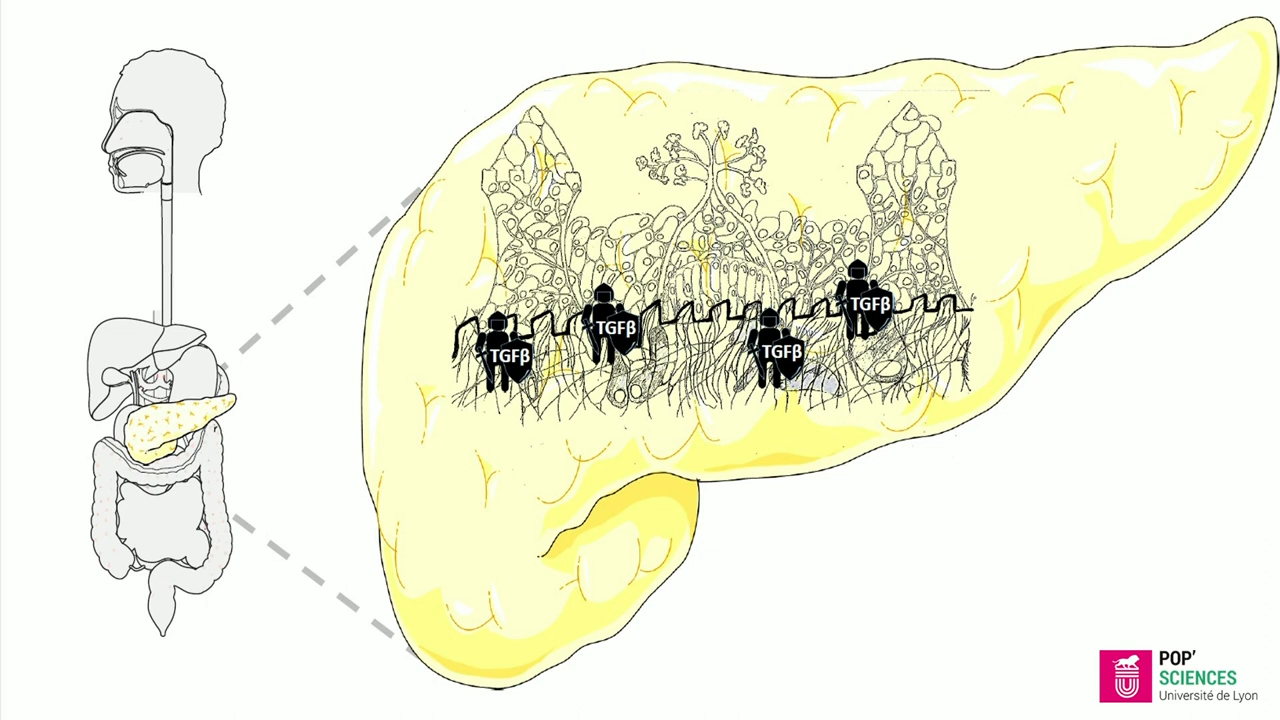 TGFβ
TGFβ
TGFβ
TGFβ
POP'
SCIENCES
Université de Lyon